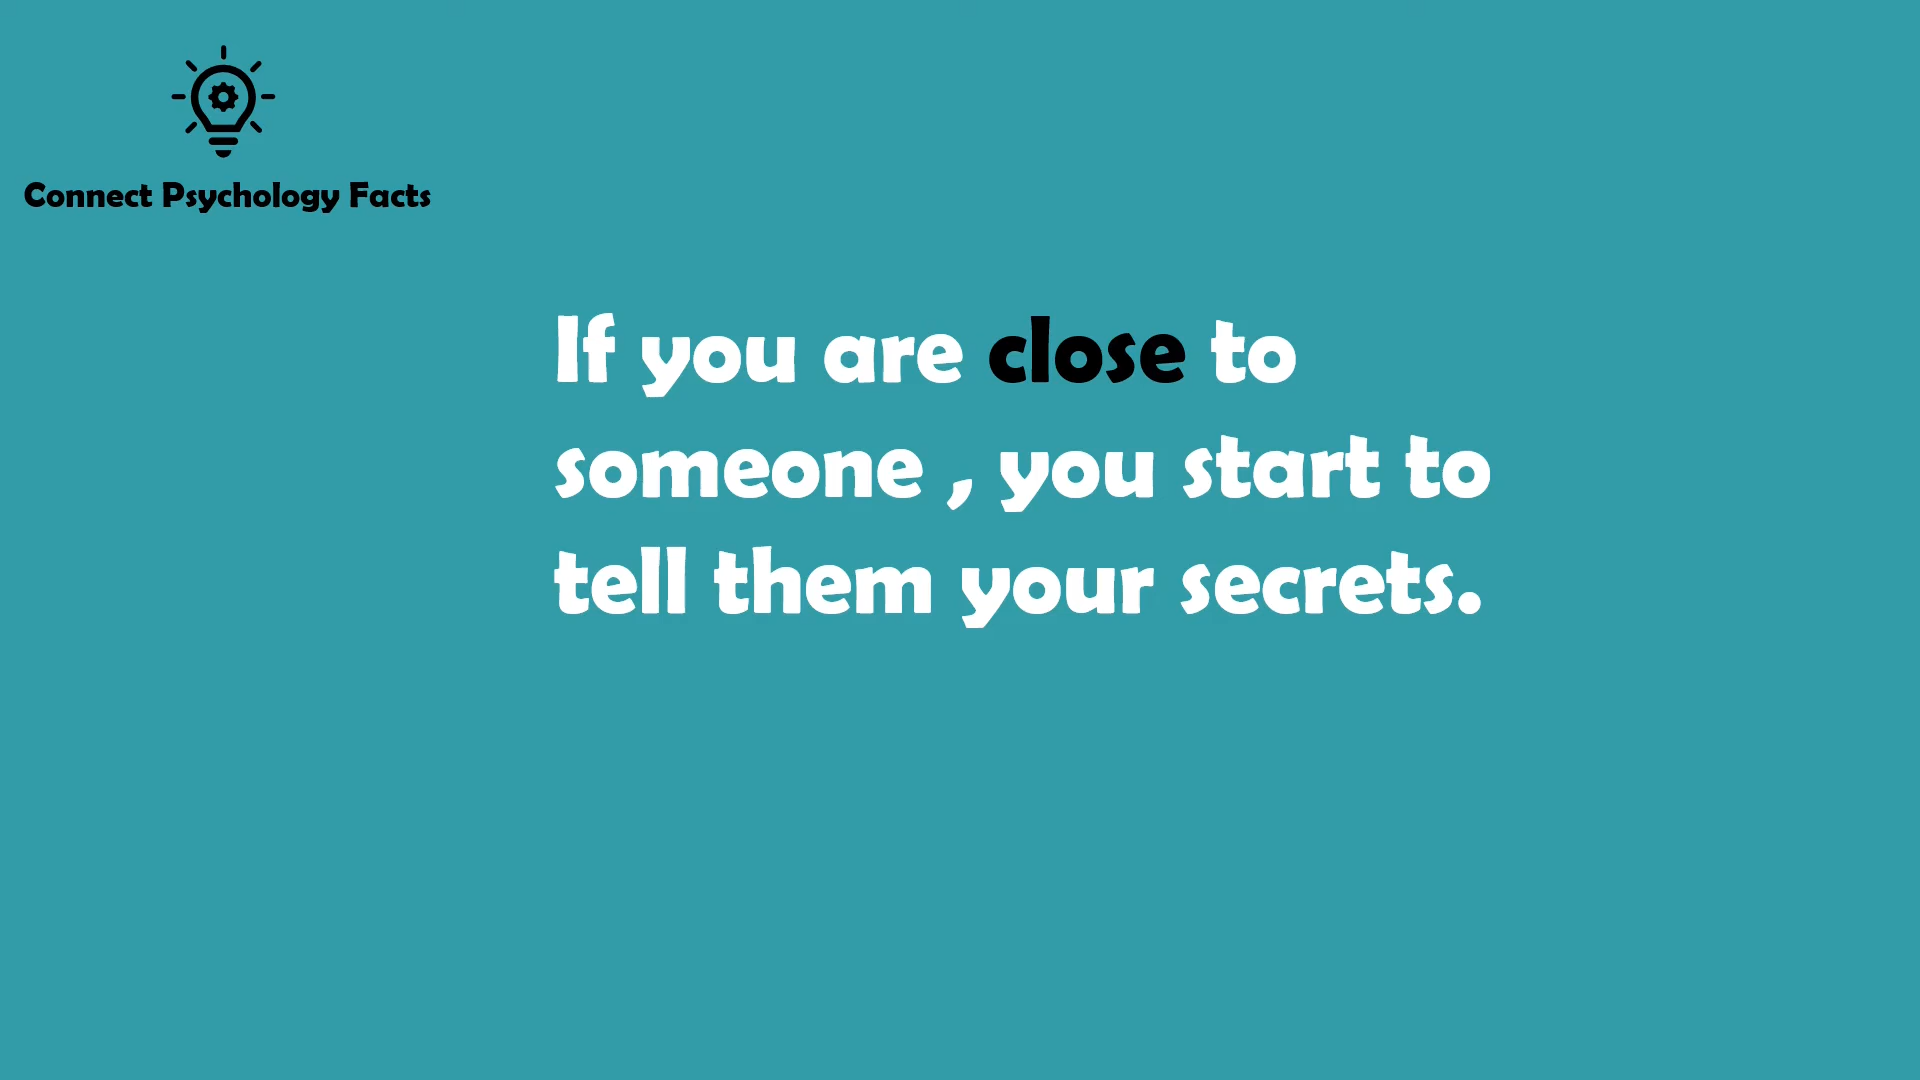 Connect Psychology Facts
If you are close to
someone , you start to
tell them your secrets.